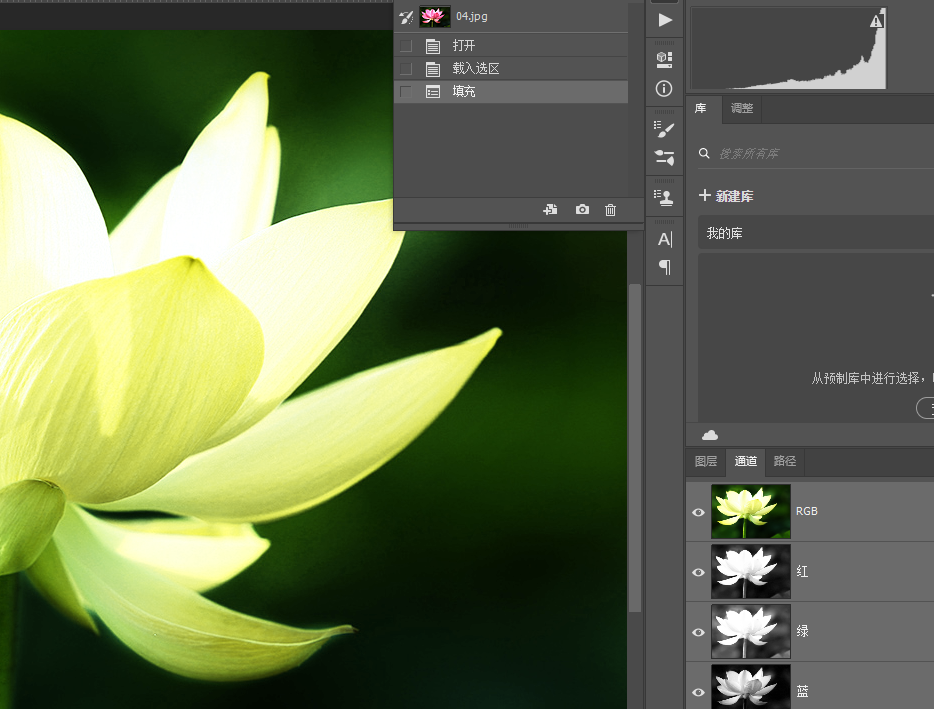 04.jpg
打开
载入选区
填充
库
调整
搜索所有库
新建库
我的库
从预制库中进行选择，
图层
通道
路径
RGB
红
绿
蓝